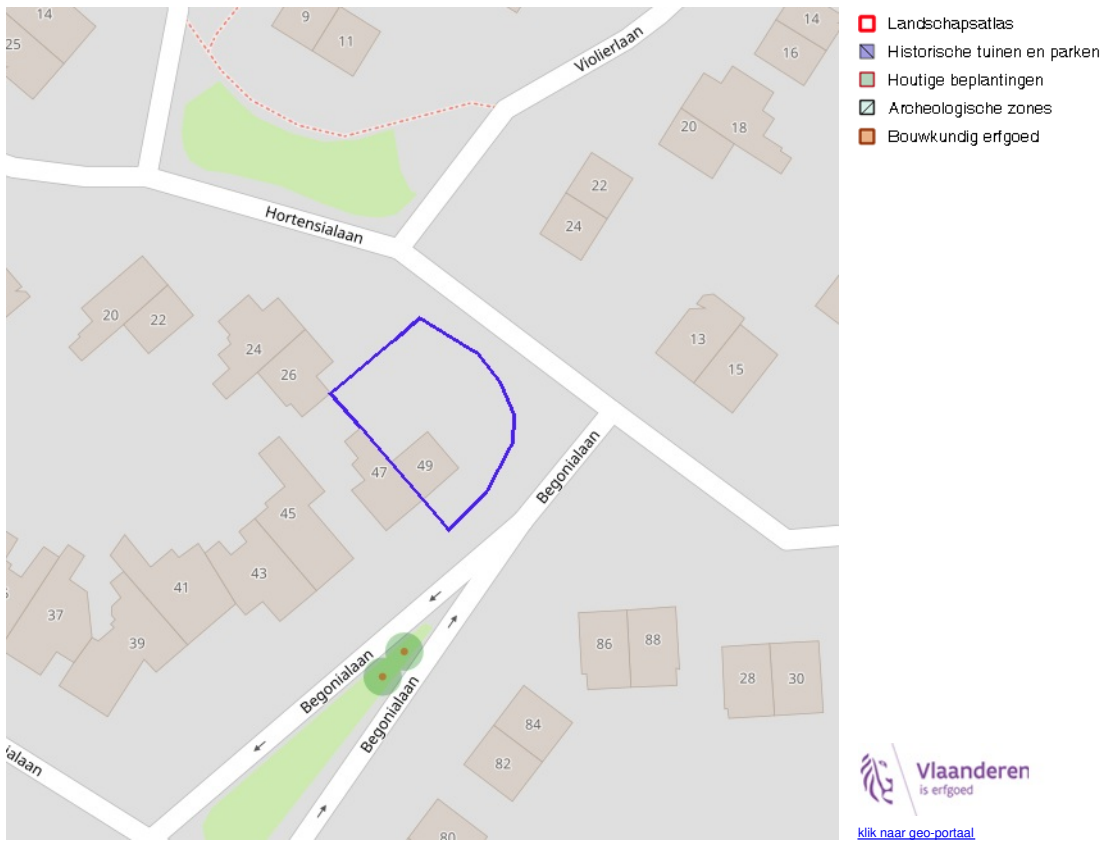 14
25
9
11
Violierlaan
14
16
20
18
22
24
Hortensialaan
20
22
24
26
13
15
47
49
Begonialaan
45
43
41
37
39
Begonialaan
Begonialaan
86
88
28
30
84
82
80
ialaan
Landschapsatlas
Historische tuinen en parken
Houtige beplantingen
Archeologische zones
Bouwkundig erfgoed
Vlaanderen
is erfgoed
klik naar geo-portaal